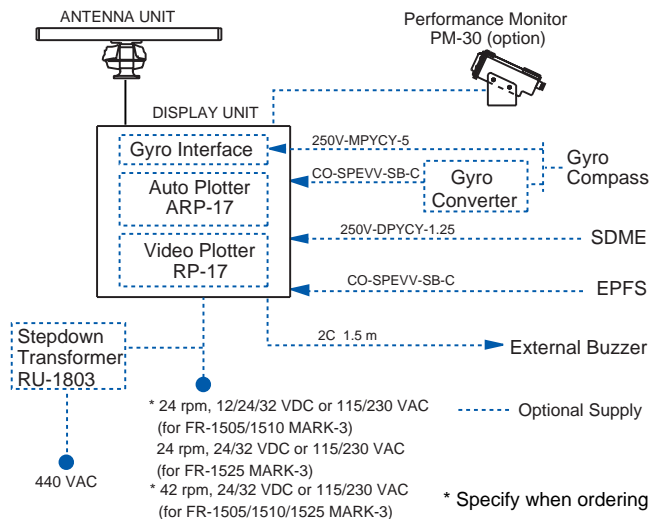 ANTENNA UNIT
Performance Monitor
PM-30 (option)
DISPLAY UNIT
Gyro Interface
250V-MPYCY-5
Gyro
Compass
Auto Plotter
ARP-17
CO-SPEVV-SB-C
Gyro
Converter
Video Plotter
RP-17
250V-DPYCY-1.25
SDME
CO-SPEVV-SB-C
EPFS
2C 1.5 m
External Buzzer
Stepdown
Transformer
RU-1803
440 VAC
* 24 rpm, 12/24/32 VDC or 115/230 VAC
(for FR-1505/1510 MARK-3)
24 rpm, 24/32 VDC or 115/230 VAC
(for FR-1525 MARK-3)
* 42 rpm, 24/32 VDC or 115/230 VAC
(for FR-1505/1510/1525 MARK-3)
Optional Supply
* Specify when ordering